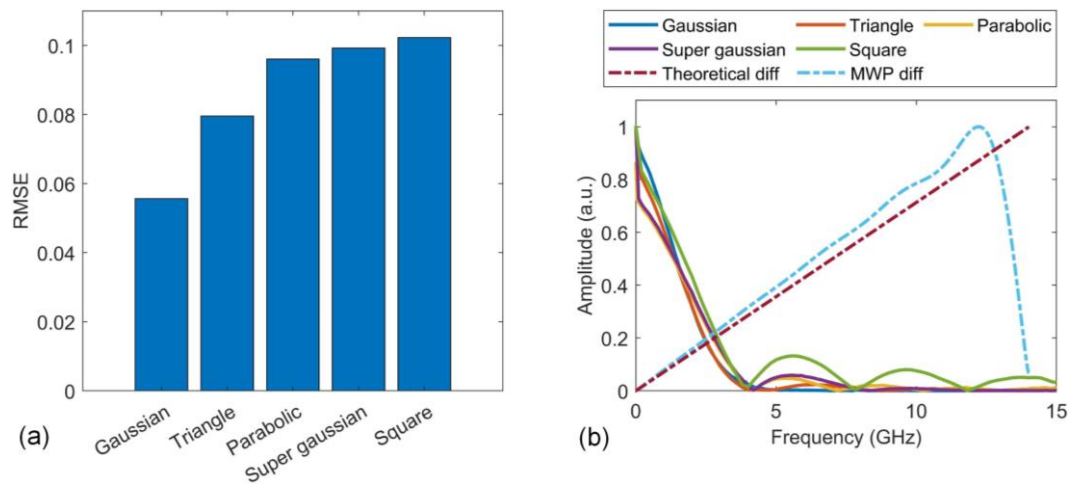 0.1
0.08
0.06
0.04
0.02
0
RMSE
Gaussian
Triangle
Parabolic
Super gaussian
Square
(a)
Gaussian Triangle Parabolic
Super gaussian Square
Theoretical diff MWP diff
1
0.8
0.6
0.4
0.2
0
Amplitude (a.u.)
0 5 10 15
Frequency (GHz)
(b)